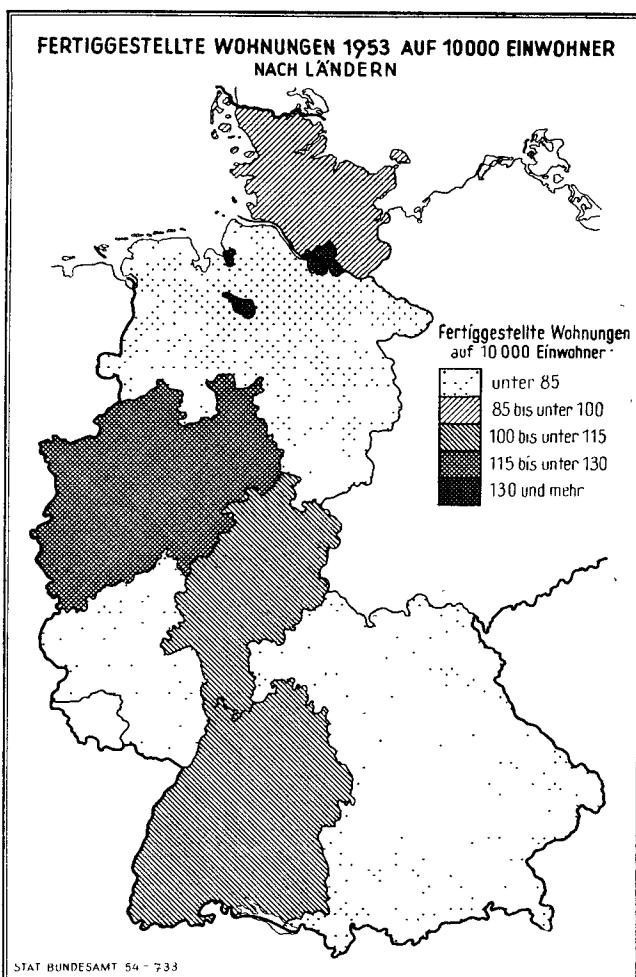 FERTIGGESTELLTE WOHNUNGEN 1953 AUF 10000 EINWOHNER
NACH LÄNDERN
Fertiggestellte Wohnungen
auf 10 000 Einwohner
unter 85
85 bis unter 100
100 bis unter 115
115 bis unter 130
130 und mehr
STAT BUNDESAMT 54 - 733